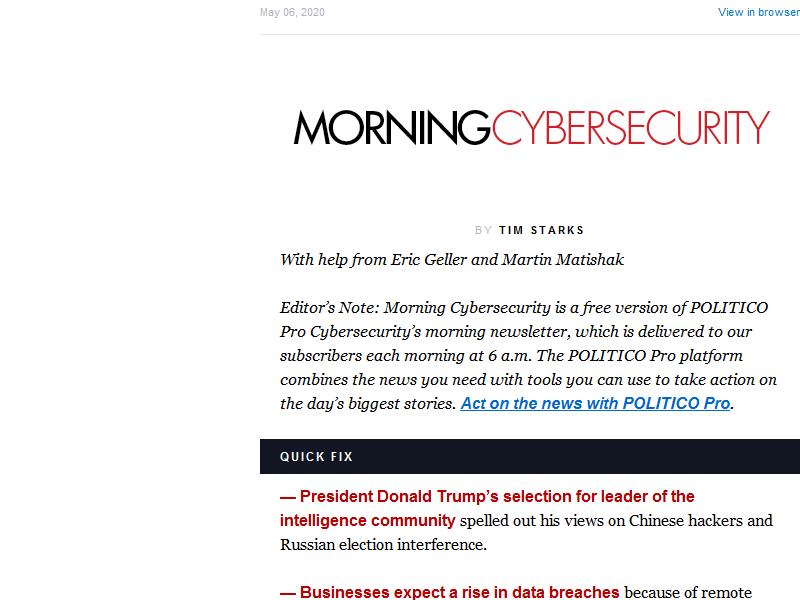 May 06, 2020
View in browser
MORNINGCYBERSECURITY
BY TIM STARKS
With help from Eric Geller and Martin Matishak
Editor’s Note: Morning Cybersecurity is a free version of POLITICO
Pro Cybersecurity’s morning newsletter, which is delivered to our
subscribers each morning at 6 a.m. The POLITICO Pro platform
combines the news you need with tools you can use to take action on
the day’s biggest stories. Act on the news with POLITICO Pro.
QUICK FIX
— President Donald Trump’s selection for leader of the
intelligence community spelled out his views on Chinese hackers and
Russian election interference.
— Businesses expect a rise in data breaches because of remote